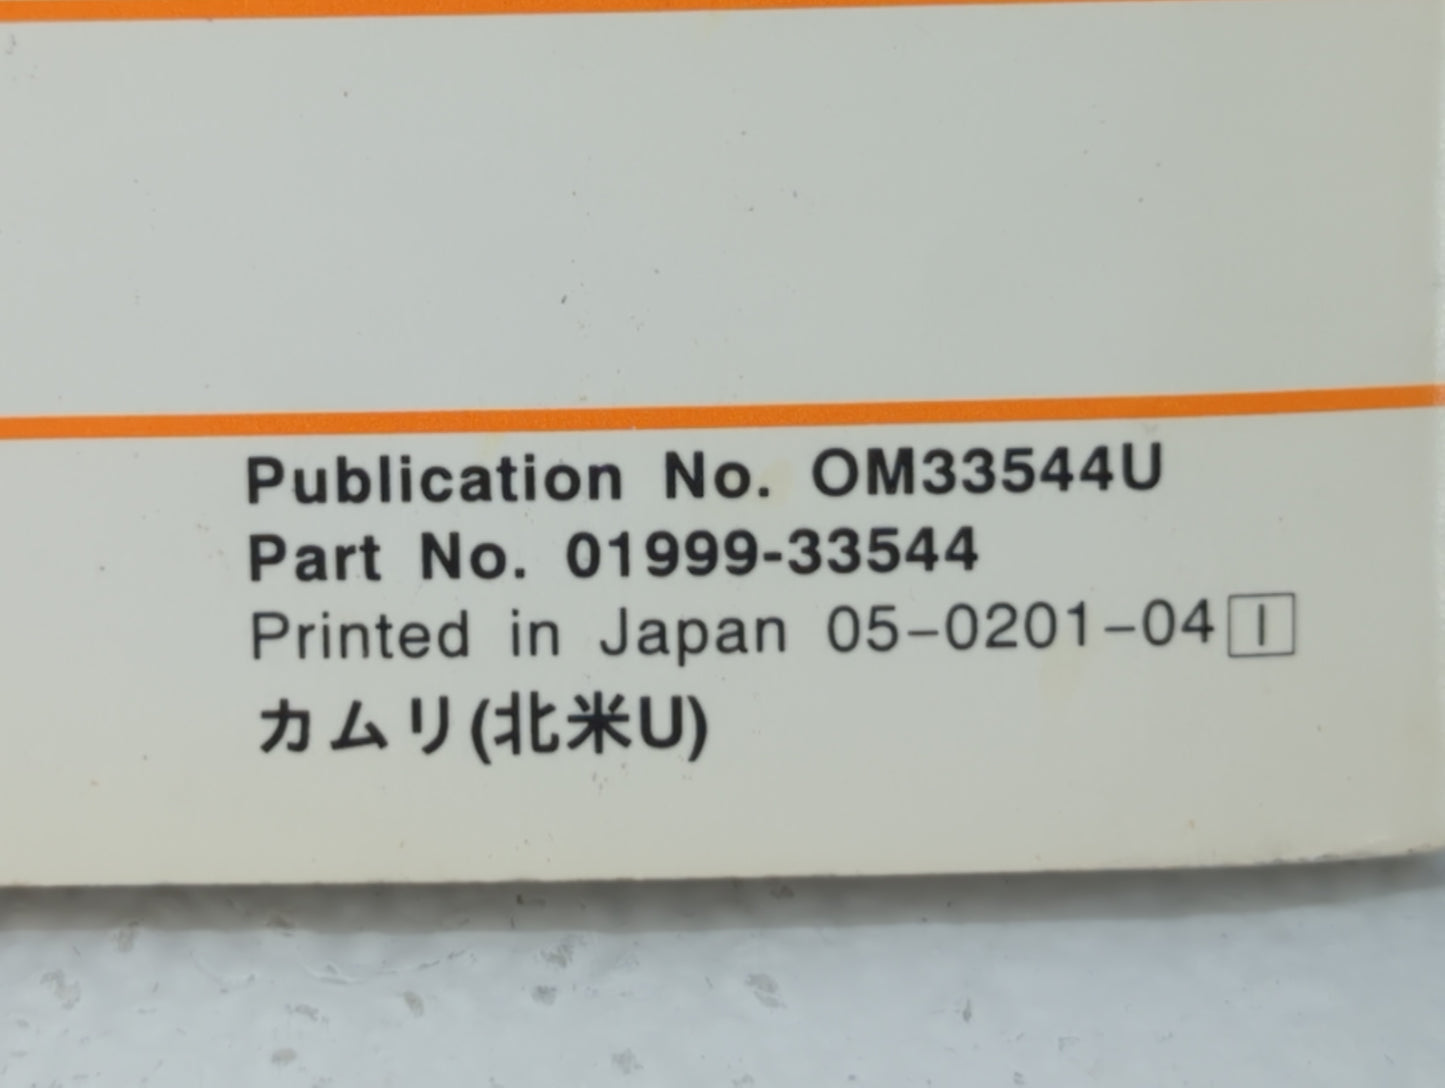 Publication No. OM33544U
Part No. 01999-33544
Printed in Japan 05-0201-04 I
カムリ(北米U)